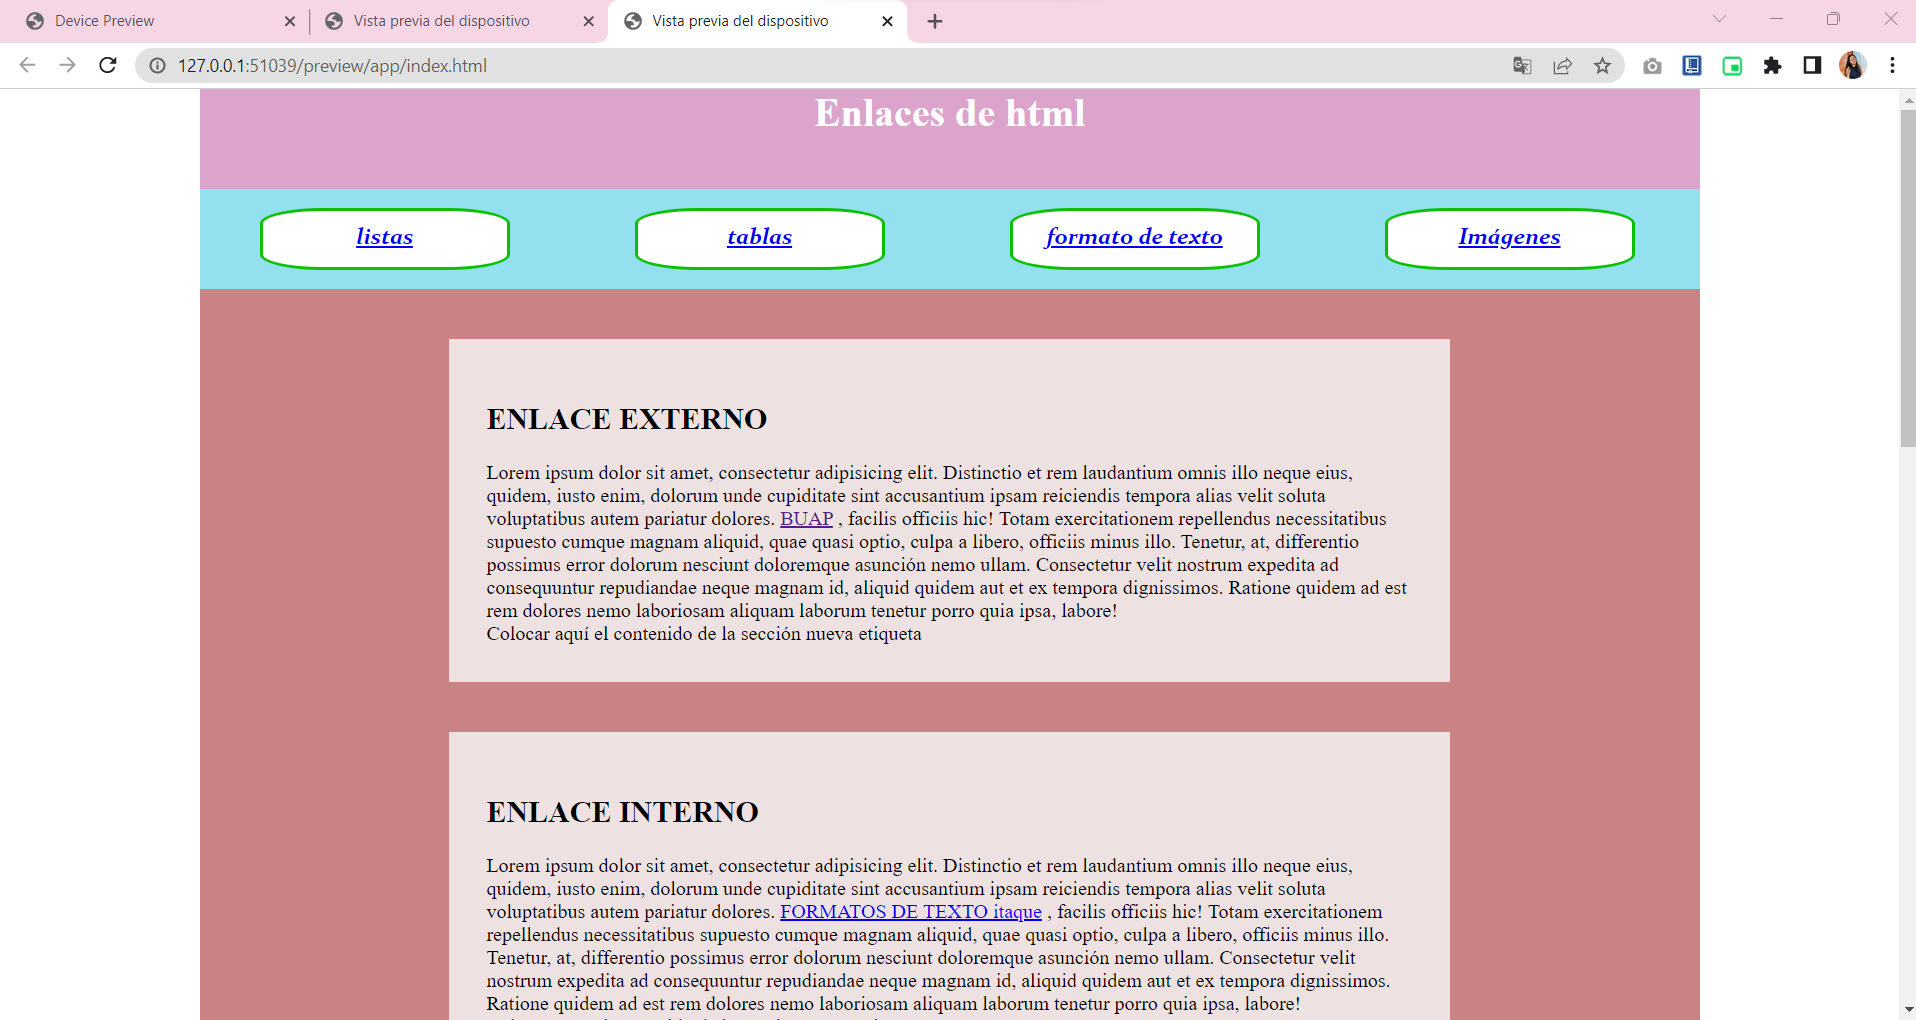 Device Preview
Vista previa del dispositivo
Vista previa del dispositivo
127.0.0.1:51039/preview/app/index.html
Enlaces de html
listas
tablas
formato de texto
Imágenes
ENLACE EXTERNO
Lorem ipsum dolor sit amet, consectetur adipisicing elit. Distinctio et rem laudantium omnis illo neque eius,
quidem, iusto enim, dolorum unde cupiditate sint accusantium ipsam reiciendis tempora alias velit soluta
voluptatibus autem pariatur dolores. BUAP , facilis officiis hic! Totam exercitationem repellendus necessitatibus
supuesto cumque magnam aliquid, quae quasi optio, culpa a libero, officiis minus illo. Tenetur, at, differentio
possimus error dolorum nesciunt doloremque asunción nemo ullam. Consectetur velit nostrum expedita ad
consequuntur repudiandae neque magnam id, aliquid quidem aut et ex tempora dignissimos. Ratione quidem ad est
rem dolores nemo laboriosam aliquam laborum tenetur porro quia ipsa, labore!
Colocar aquí el contenido de la sección nueva etiqueta
ENLACE INTERNO
Lorem ipsum dolor sit amet, consectetur adipisicing elit. Distinctio et rem laudantium omnis illo neque eius,
quidem, iusto enim, dolorum unde cupiditate sint accusantium ipsam reiciendis tempora alias velit soluta
voluptatibus autem pariatur dolores. FORMATOS DE TEXTO itaque , facilis officiis hic! Totam exercitationem
repellendus necessitatibus supuesto cumque magnam aliquid, quae quasi optio, culpa a libero, officiis minus illo.
Tenetur, at, differentio possimus error dolorum nesciunt doloremque asunción nemo ullam. Consectetur velit
nostrum expedita ad consequuntur repudiandae neque magnam id, aliquid quidem aut et ex tempora dignissimos.
Ratione quidem ad est rem dolores nemo laboriosam aliquam laborum tenetur porro quia ipsa, labore!